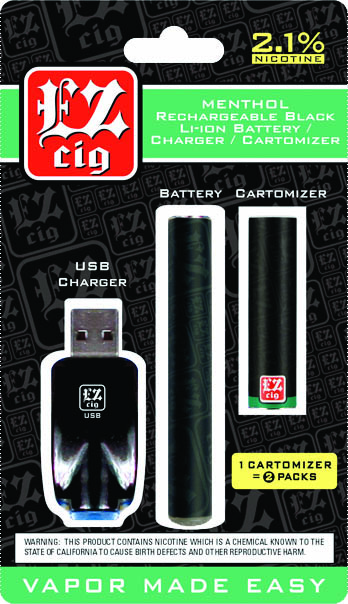 2.1%
NICOTINE
EZ
cig
MENTHOL
RECHARGEABLE BLACK
LI-ION BATTERY /
CHARGER / CARTOMIZER
BATTERY CARTOMIZER
USB
CHARGER
EZ
cig
USB
EZ
cig
1 CARTOMIZER
= 2 PACKS
WARNING: THIS PRODUCT CONTAINS NICOTINE WHICH IS A CHEMICAL KNOWN TO THE
STATE OF CALIFORNIA TO CAUSE BIRTH DEFECTS AND OTHER REPRODUCTIVE HARM.
VAPOR MADE EASY